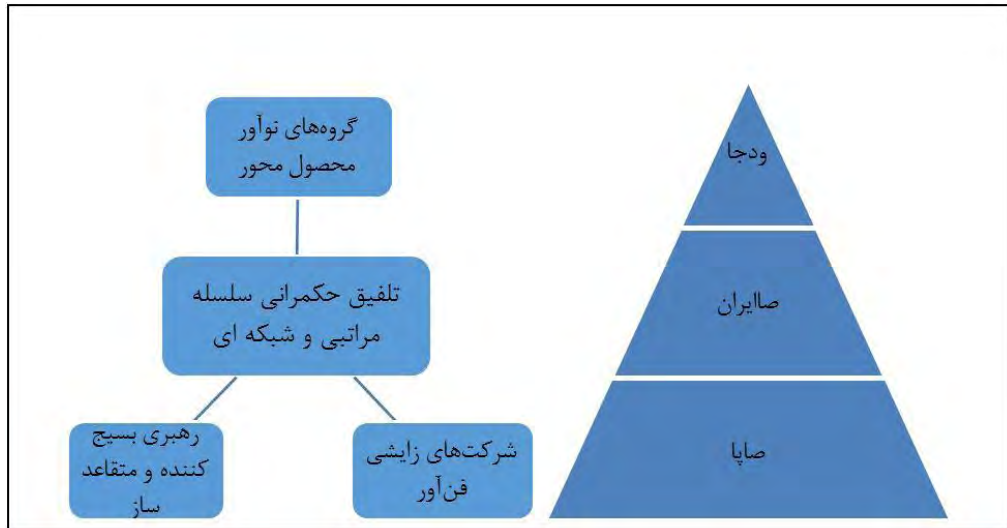 ودجا
صاایران
صاپا
گروه‌های نوآور
محصول محور
تلفیق حکمرانی سلسله
مراتبی و شبکه ای
شرکت‌های زایشی
فن‌آور
رهبری بسیج
کننده و متقاعد
ساز